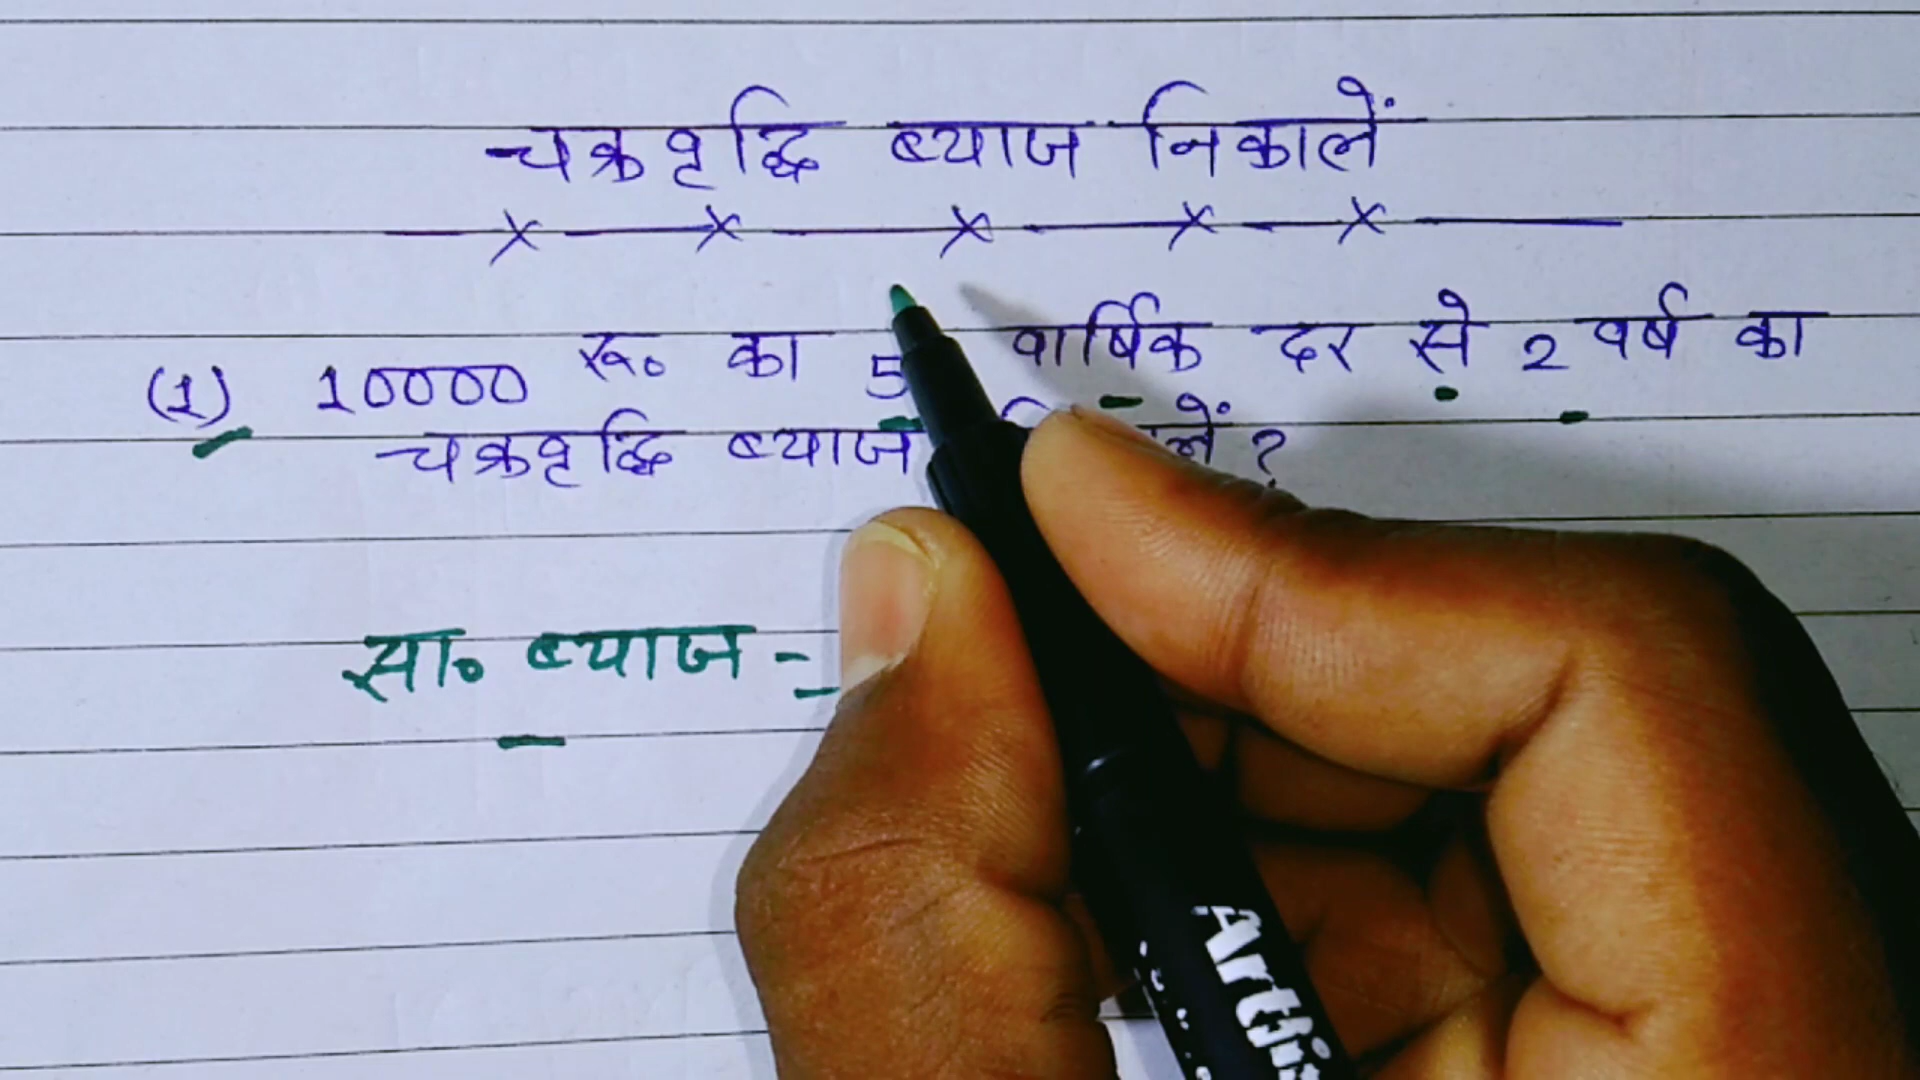 चक्रवृद्धि ब्याज निकालें
(1) 10000 रू० का 5 वार्षिक दर से 2 वर्ष का
चक्रवृद्धि ब्याज ?
सा० ब्याज =